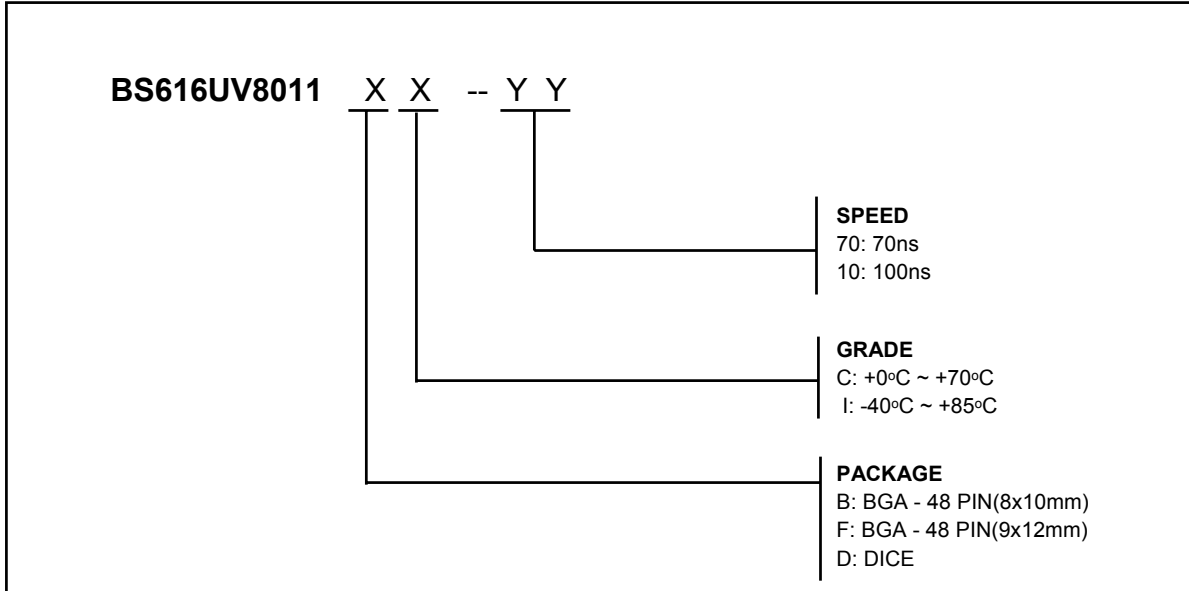 BS616UV8011 X X -- Y Y
SPEED
70: 70ns
10: 100ns
GRADE
C: +0oC ~ +70oC
I: -40oC ~ +85oC
PACKAGE
B: BGA - 48 PIN(8x10mm)
F: BGA - 48 PIN(9x12mm)
D: DICE